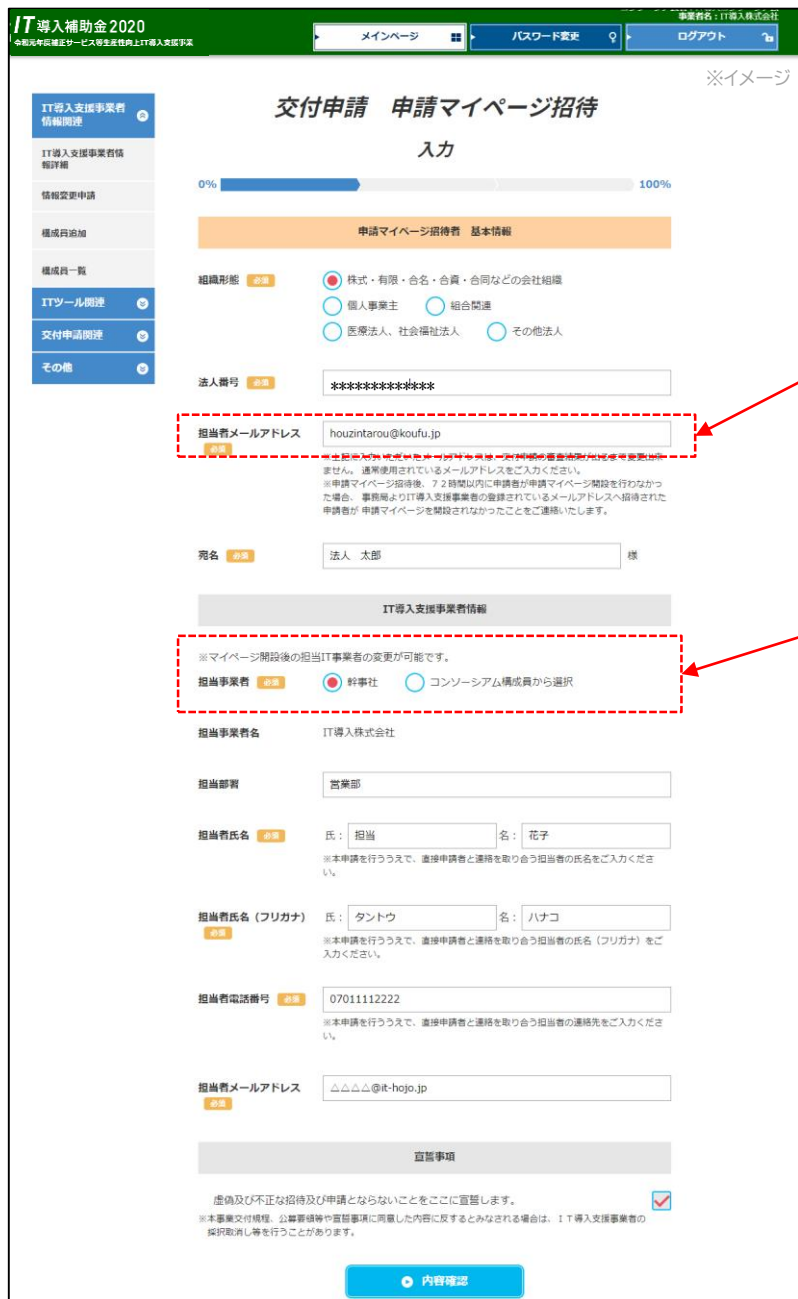 事業者名：IT導入株式会社
IT導入補助金2020
令和元年度補正サービス等生産性向上IT導入支援事業
メインページ
パスワード変更
ログアウト
※イメージ
交付申請　申請マイページ招待
入力
0%
100%
IT導入支援事業者
情報関連
IT導入支援事業者情
報詳細
情報変更申請
構成員追加
構成員一覧
ITツール関連
交付申請関連
その他
申請マイページ招待者　基本情報
組織形態 必須
株式・有限・合名・合資・合同などの会社組織
個人事業主 組合関連
医療法人、社会福祉法人 その他法人
法人番号 必須
*************
担当者メールアドレス
必須
houzintarou@koufu.jp
※上記に入力いただいたメールアドレスは、交付申請の審査結果が出るまで変更出来
ません。 通常使用されているメールアドレスをご入力ください。
※申請マイページ招待後、７２時間以内に申請者が申請マイページ開設を行わなかっ
た場合、 事務局よりIT導入支援事業者の登録されているメールアドレスへ招待された
申請者が 申請マイページを開設されなかったことをご連絡いたします。
宛名 必須
法人　太郎
様
IT導入支援事業者情報
※マイページ開設後の担当IT事業者の変更が可能です。
担当事業者 必須
幹事社 コンソーシアム構成員から選択
担当事業者名
IT導入株式会社
担当部署
営業部
担当者氏名 必須
氏： 担当 名： 花子
※本申請を行ううえで、直接申請者と連絡を取り合う担当者の氏名をご入力くださ
い。
担当者氏名（フリガナ）
必須
氏： タントウ 名： ハナコ
※本申請を行ううえで、直接申請者と連絡を取り合う担当者の氏名（フリガナ）をご
入力ください。
担当者電話番号 必須
07011112222
※本申請を行ううえで、直接申請者と連絡を取り合う担当者の連絡先をご入力くださ
い。
担当者メールアドレス
必須
△△△△@it-hojo.jp
宣誓事項
虚偽及び不正な招待及び申請とならないことをここに宣誓します。
※本事業交付規程、公募要領等や宣誓事項に同意した内容に反するとみなされる場合は、ＩＴ導入支援事業者の
採択取消し等を行うことがあります。
内容確認